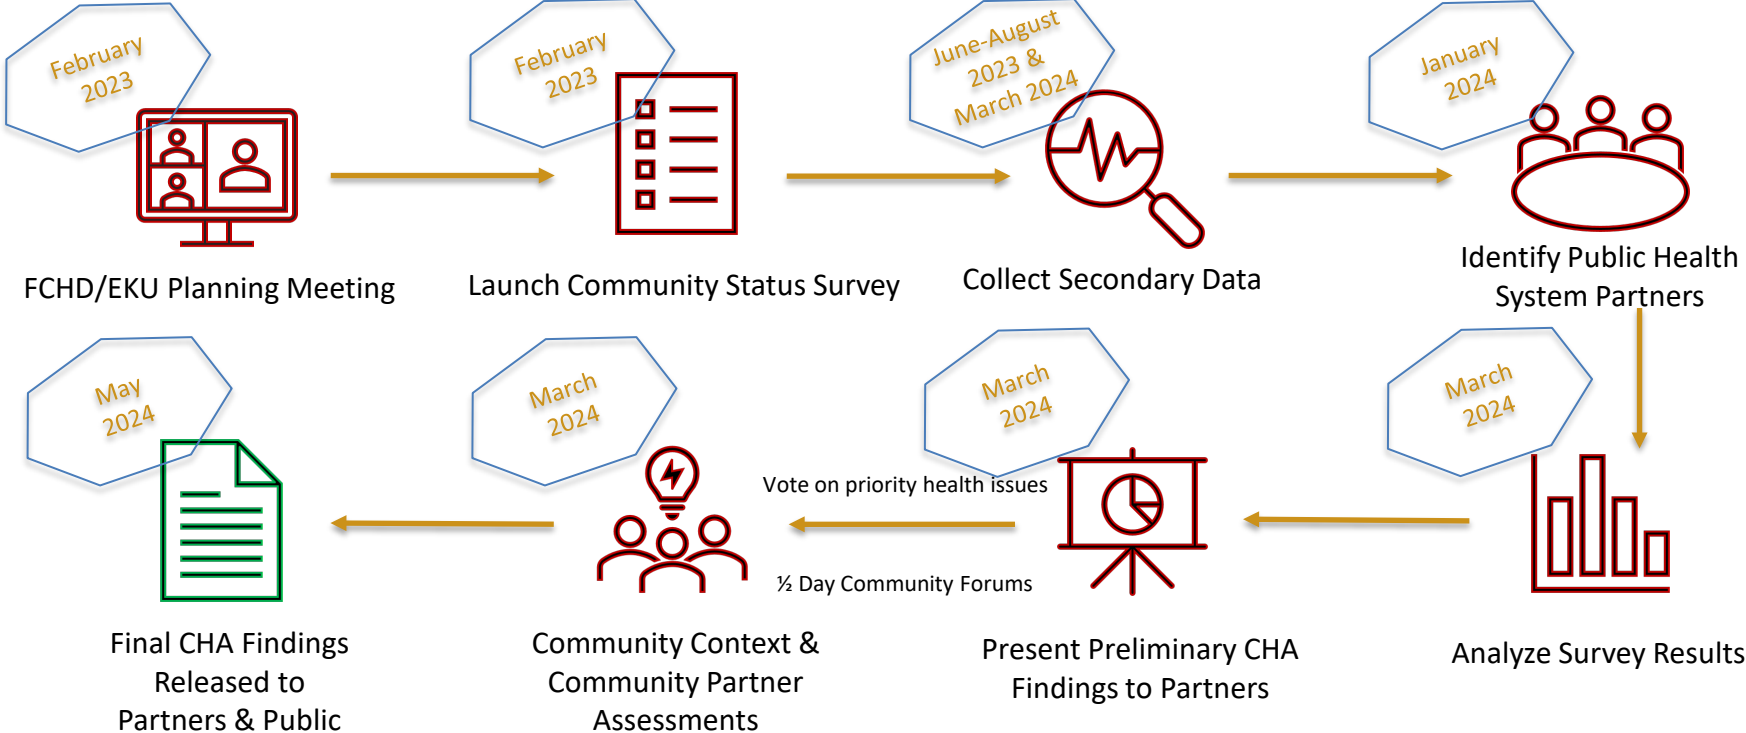 February
2023
FCHD/EKU Planning Meeting
February
2023
Launch Community Status Survey
June-August
2023 &
March 2024
Collect Secondary Data
January
2024
Identify Public Health
System Partners
March
2024
Analyze Survey Results
March
2024
Present Preliminary CHA
Findings to Partners
Vote on priority health issues
½ Day Community Forums
March
2024
Community Context &
Community Partner
Assessments
May
2024
Final CHA Findings
Released to
Partners & Public